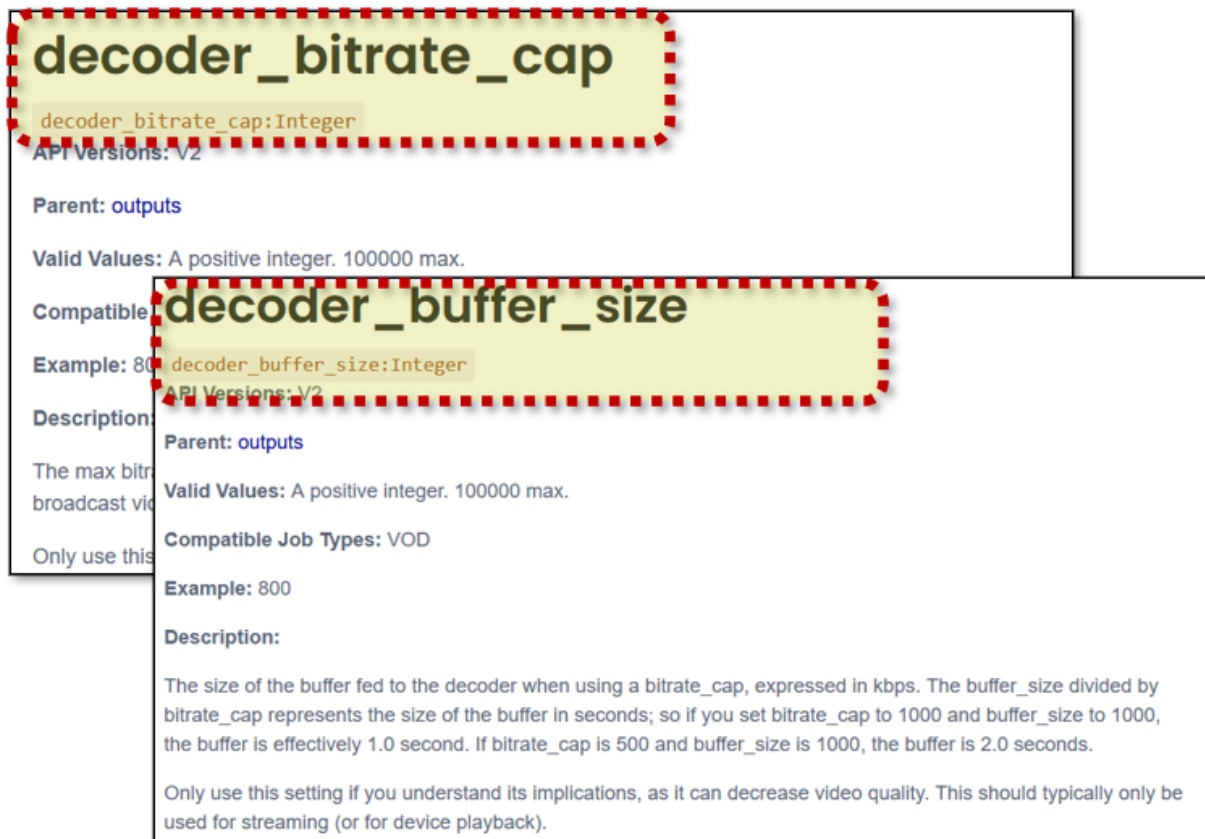 decoder_bitrate_cap
decoder_bitrate_cap:Integer
API Versions: V2
Parent: outputs
Valid Values: A positive integer. 100000 max.
Compatible
Example: 80
Description:
The max bitra
broadcast vid
Only use this
decoder_buffer_size
decoder_buffer_size:Integer
API Versions: V2
Parent: outputs
Valid Values: A positive integer. 100000 max.
Compatible Job Types: VOD
Example: 800
Description:
The size of the buffer fed to the decoder when using a bitrate_cap, expressed in kbps. The buffer_size divided by
bitrate_cap represents the size of the buffer in seconds; so if you set bitrate_cap to 1000 and buffer_size to 1000,
the buffer is effectively 1.0 second. If bitrate_cap is 500 and buffer_size is 1000, the buffer is 2.0 seconds.
Only use this setting if you understand its implications, as it can decrease video quality. This should typically only be
used for streaming (or for device playback).